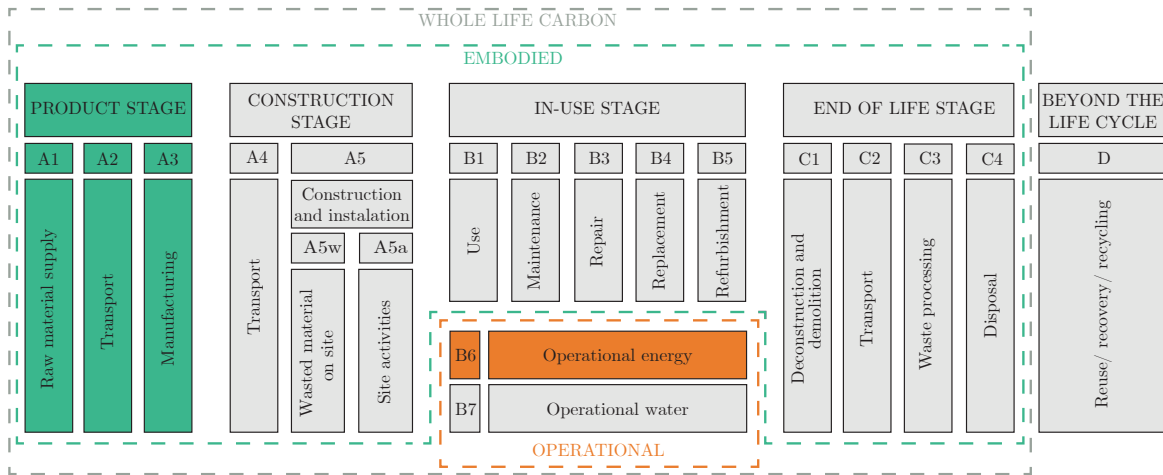 WHOLE LIFE CARBON
EMBODIED
PRODUCT STAGE
CONSTRUCTION
STAGE
IN-USE STAGE
END OF LIFE STAGE
BEYOND THE
LIFE CYCLE
A1
A2
A3
A4
A5
B1
B2
B3
B4
B5
C1
C2
C3
C4
D
Raw material supply
Transport
Manufacturing
Transport
Construction
and instalation
A5w
A5a
Wasted material
on site
Site activities
Use
Maintenance
Repair
Replacement
Refurbishment
B6
Operational energy
B7
Operational water
OPERATIONAL
Deconstruction and
demolition
Transport
Waste processing
Disposal
Reuse/ recovery/ recycling